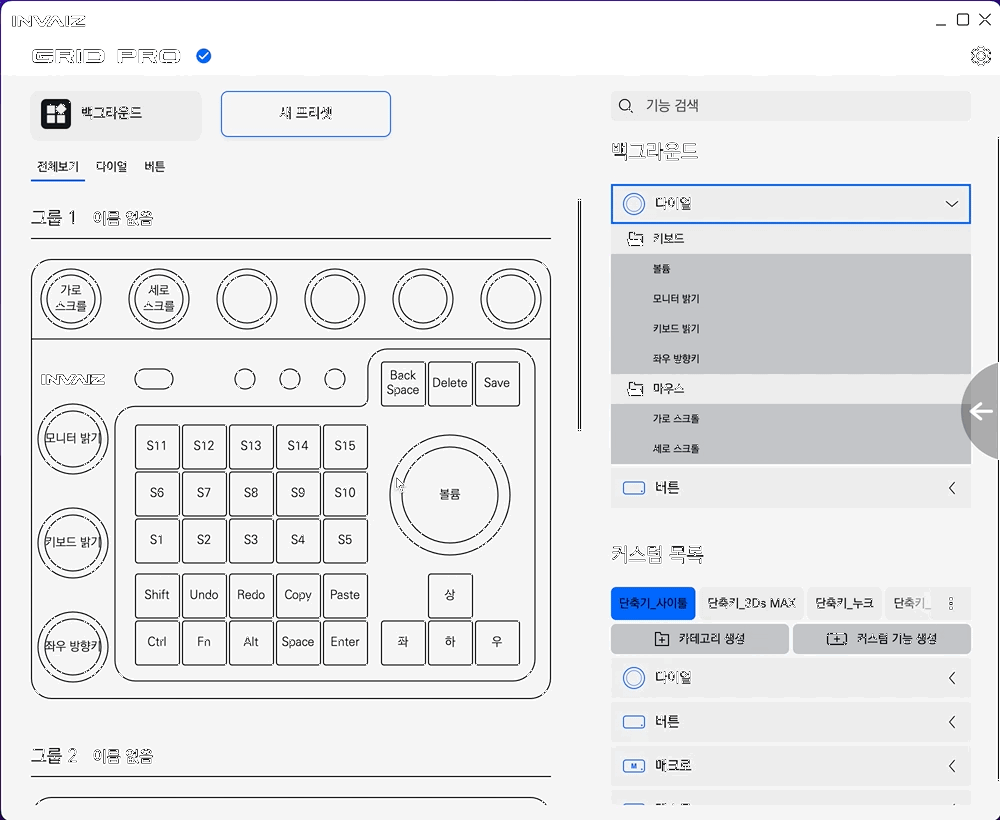 INVAIZ
GRID PRO
백그라운드
새 프리셋
전체보기 다이얼 버튼
그룹 1 이름 없음
가로
스크롤
세로
스크롤
INVAIZ
Back
Space
Delete
Save
모니터 밝기
S11 S12 S13 S14 S15
S6 S7 S8 S9 S10
볼륨
키보드 밝기
S1 S2 S3 S4 S5
Shift Undo Redo Copy Paste
상
좌우 방향키
Ctrl Fn Alt Space Enter
좌 하 우
그룹 2 이름 없음
기능 검색
백그라운드
다이얼
키보드
볼륨
모니터 밝기
키보드 밝기
좌우 방향키
마우스
가로 스크롤
세로 스크롤
버튼
커스텀 목록
단축키_사이툴 단축키_3Ds MAX 단축키_누크 단축키_
카테고리 생성 커스텀 기능 생성
다이얼
버튼
M 매크로